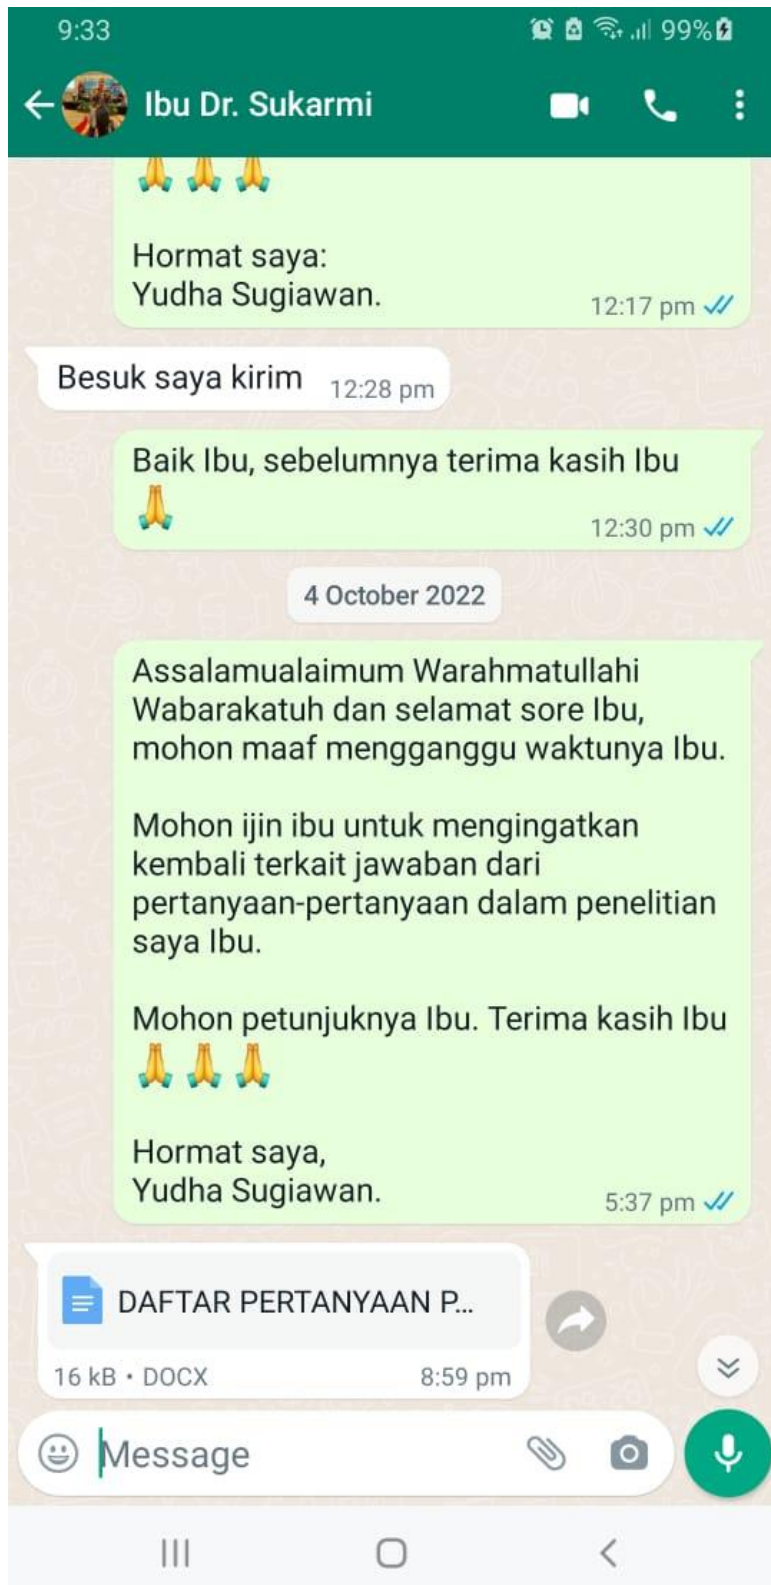 9:33 99%
Ibu Dr. Sukarmi
Hormat saya:
Yudha Sugiawan.
12:17 pm
Besuk saya kirim 12:28 pm
Baik Ibu, sebelumnya terima kasih Ibu
12:30 pm
4 October 2022
Assalamualaimum Warahmatullahi
Wabarakatuh dan selamat sore Ibu,
mohon maaf mengganggu waktunya Ibu.
Mohon ijin ibu untuk mengingatkan
kembali terkait jawaban dari
pertanyaan-pertanyaan dalam penelitian
saya Ibu.
Mohon petunjuknya Ibu. Terima kasih Ibu
Hormat saya,
Yudha Sugiawan.
5:37 pm
DAFTAR PERTANYAAN P...
16 kB • DOCX 8:59 pm
Message